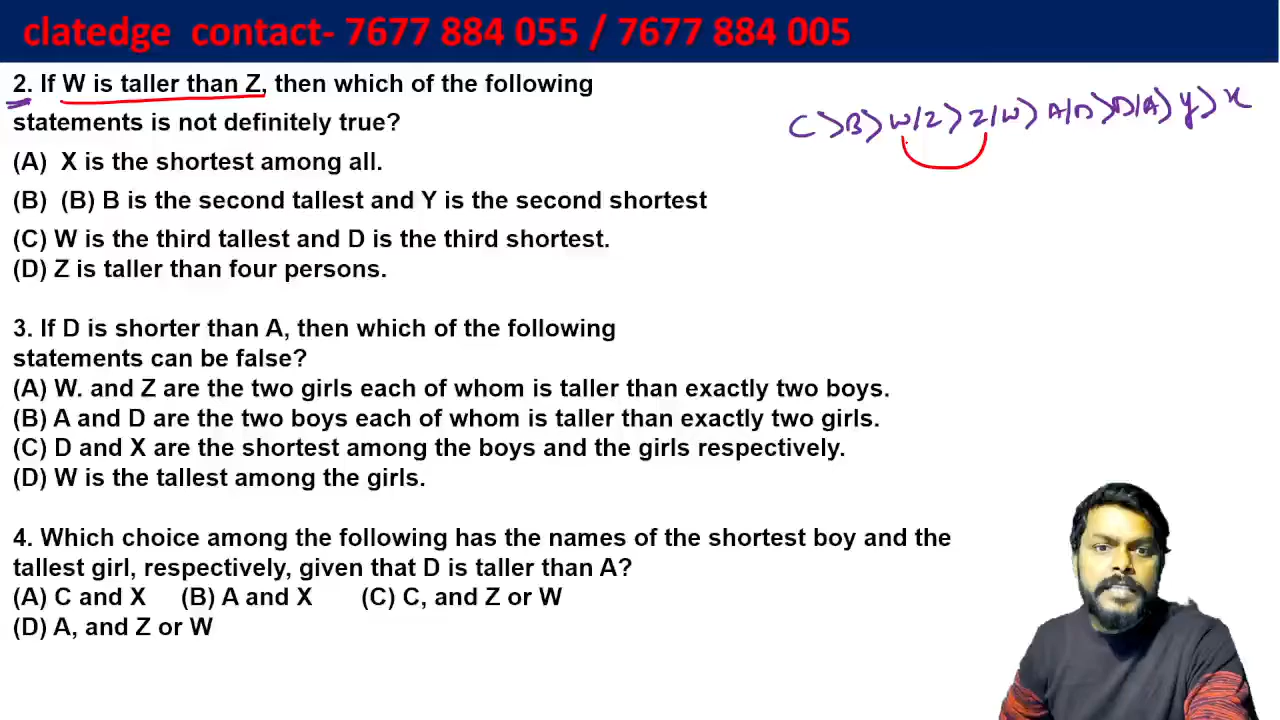 clatedge contact- 7677 884 055 / 7677 884 005
2. If W is taller than Z, then which of the following
statements is not definitely true?
C > B > W/Z > Z/W > A/D > D/A > y > x
(A) X is the shortest among all.
(B) (B) B is the second tallest and Y is the second shortest
(C) W is the third tallest and D is the third shortest.
(D) Z is taller than four persons.
3. If D is shorter than A, then which of the following
statements can be false?
(A) W. and Z are the two girls each of whom is taller than exactly two boys.
(B) A and D are the two boys each of whom is taller than exactly two girls.
(C) D and X are the shortest among the boys and the girls respectively.
(D) W is the tallest among the girls.
4. Which choice among the following has the names of the shortest boy and the
tallest girl, respectively, given that D is taller than A?
(A) C and X (B) A and X (C) C, and Z or W
(D) A, and Z or W